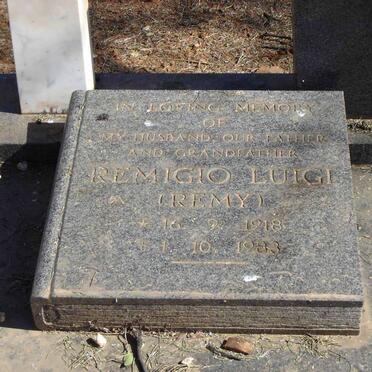 IN LOVING MEMORY
OF
MY HUSBAND, OUR FATHER
AND GRANDFATHER
REMIGIO LUIGI
(REMY)
* 16. 9. 1918
† 1. 10. 1983